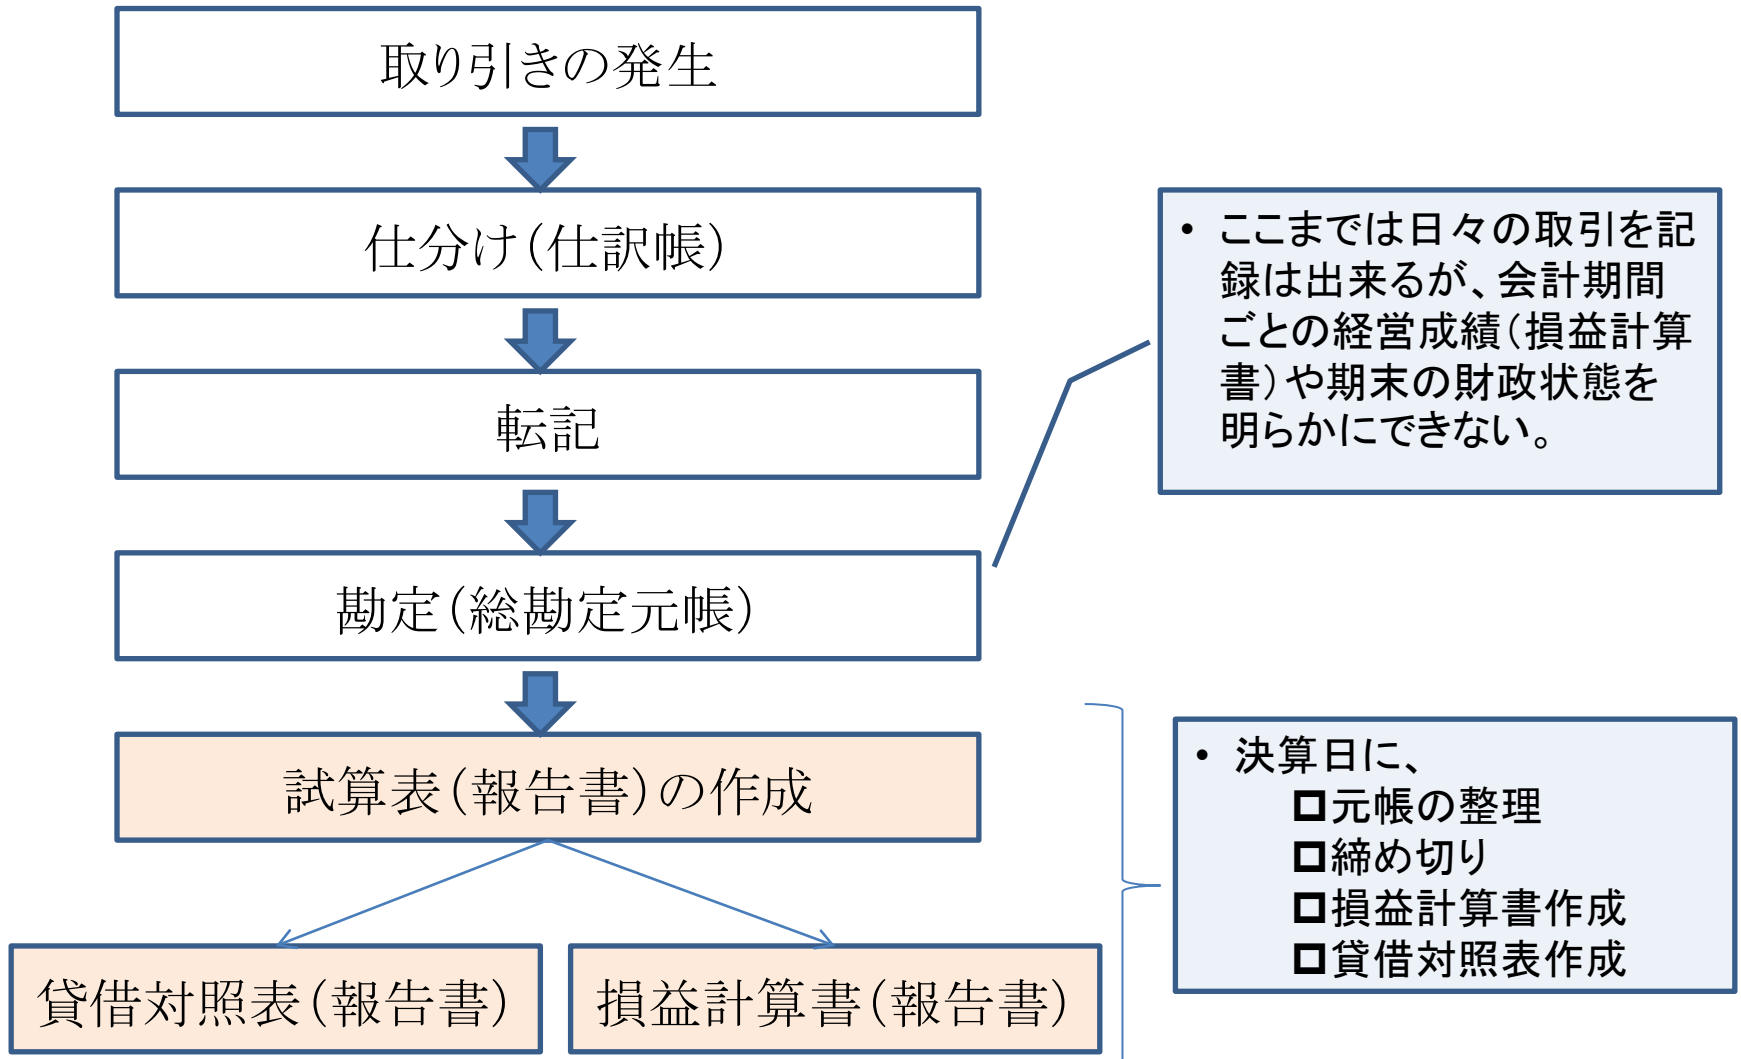 取り引きの発生
仕分け(仕訳帳)
転記
勘定(総勘定元帳)
試算表(報告書)の作成
貸借対照表(報告書)
損益計算書(報告書)
• ここまでは日々の取引を記
録は出来るが、会計期間
ごとの経営成績(損益計算
書)や期末の財政状態を
明らかにできない。
• 決算日に、
❑元帳の整理
❑締め切り
❑損益計算書作成
❑貸借対照表作成